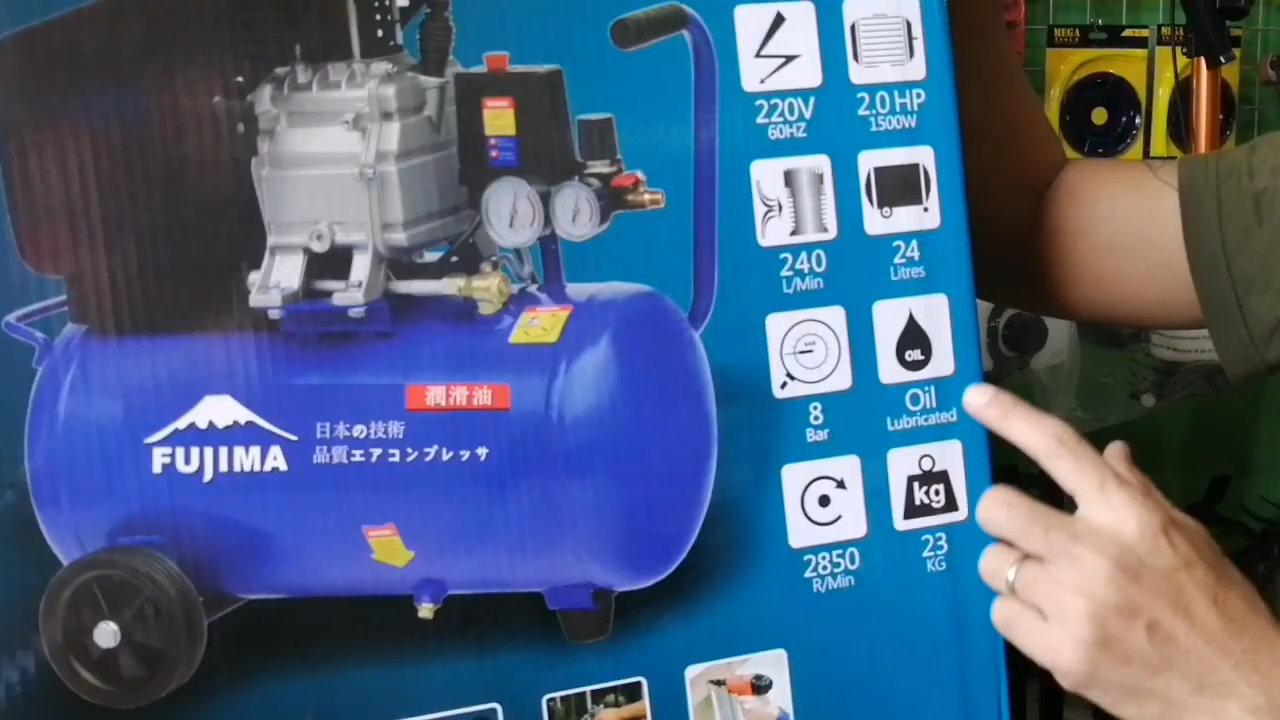 220V
60HZ
2.0 HP
1500W
240
L/Min
24
Litres
8
Bar
OIL
Oil
Lubricated
2850
R/Min
kg
23
KG
潤滑油
FUJIMA
日本の技術
品質エアコンプレッサ
MEGA
MEGA